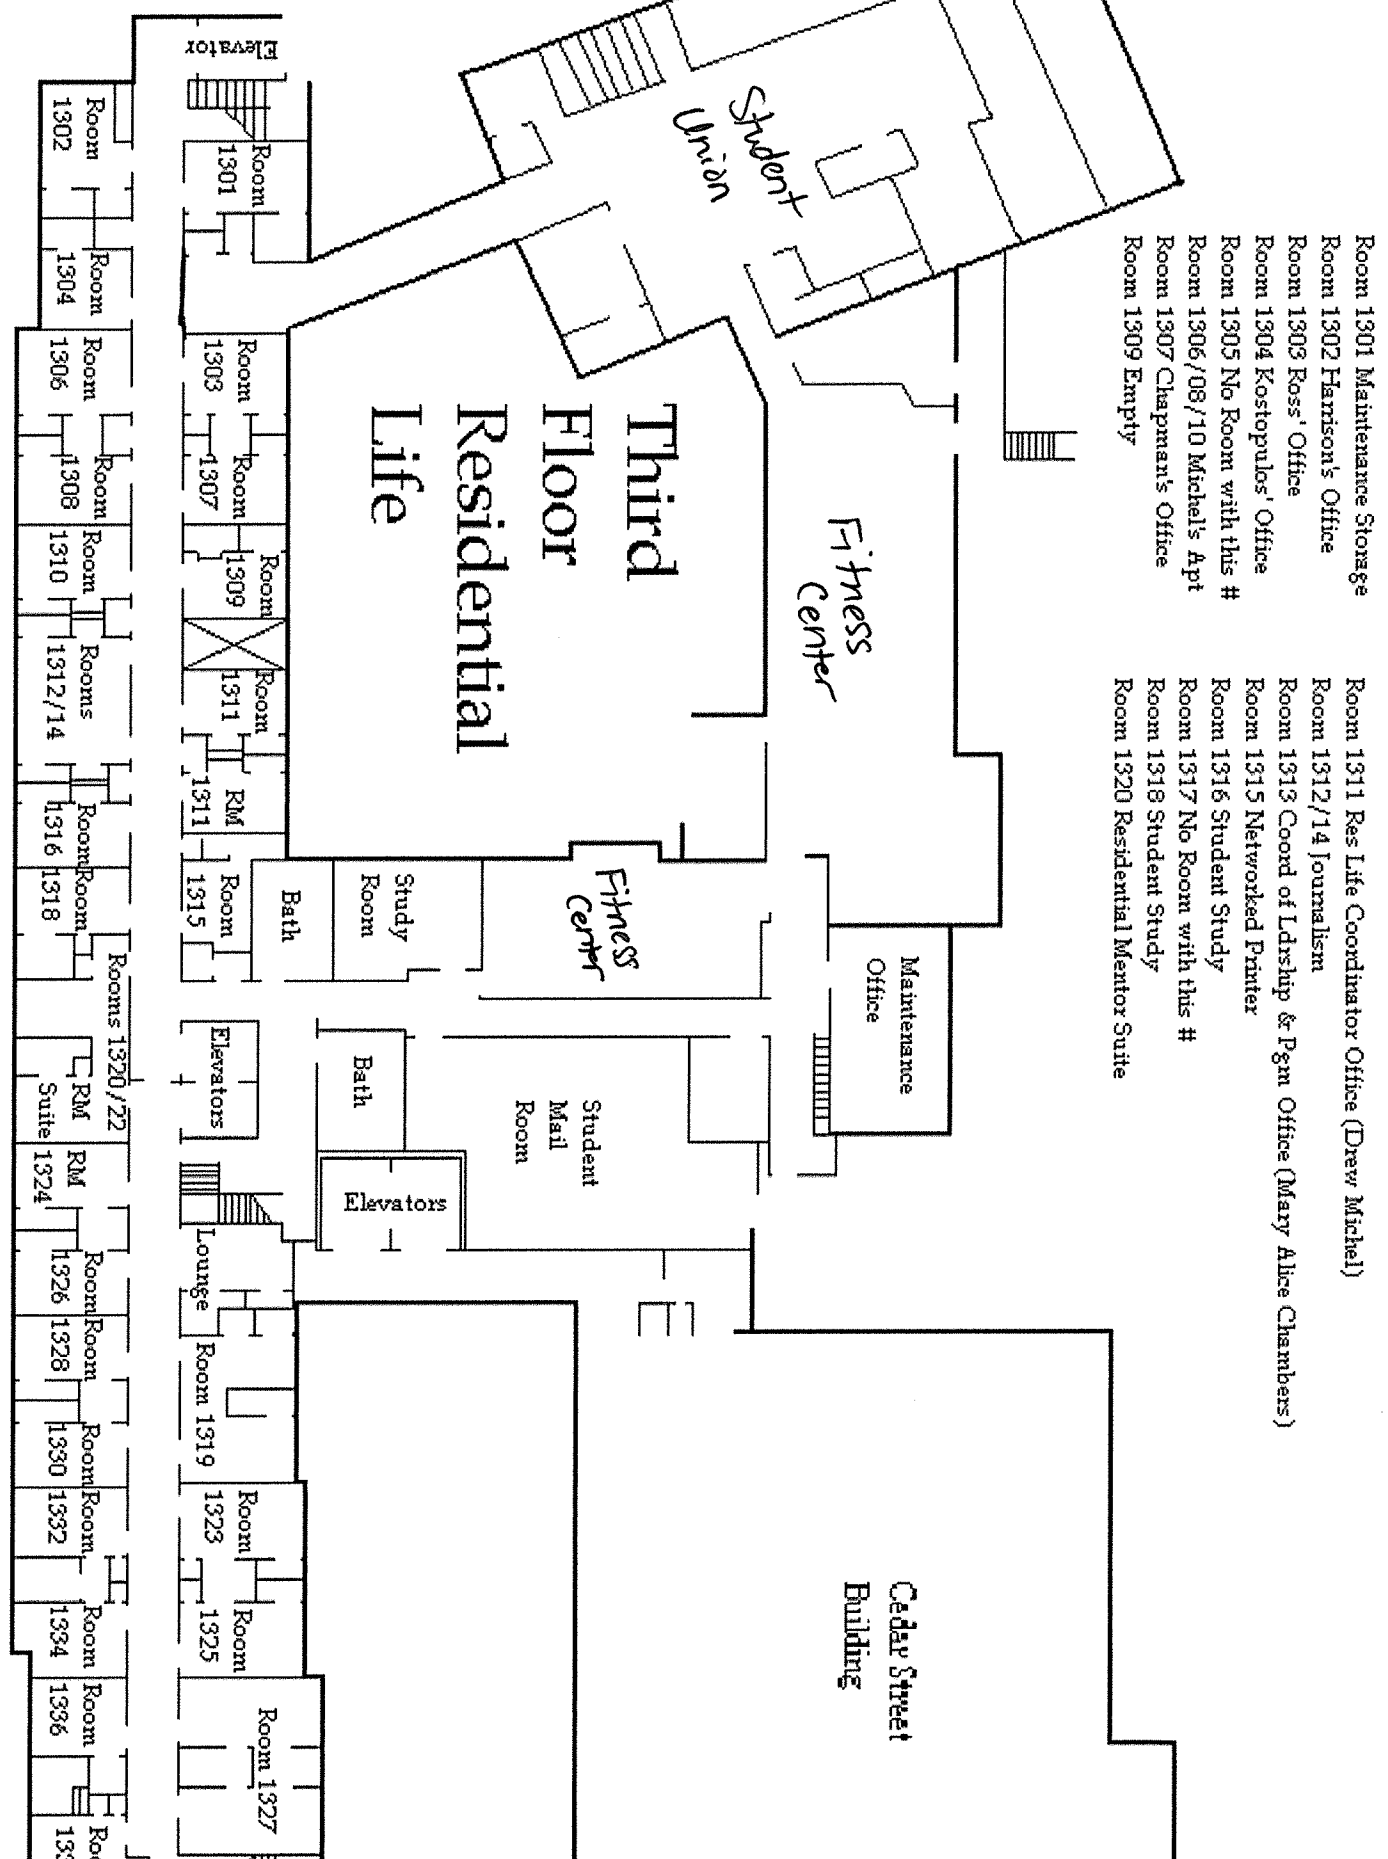 Room 1301 Maintenance Storage
Room 1302 Harrison's Office
Room 1303 Ross' Office
Room 1304 Kostopulos' Office
Room 1305 No Room with this #
Room 1306/08/10 Michel's Apt
Room 1307 Chapman's Office
Room 1309 Empty
Room 1311 Res Life Coordinator Office (Drew Michel)
Room 1312/14 Journalism
Room 1313 Coord of Ldrship & Pgm Office (Mary Alice Chambers)
Room 1315 Networked Printer
Room 1316 Student Study
Room 1317 No Room with this #
Room 1318 Student Study
Room 1320 Residential Mentor Suite
Student
Union
Fitness
Center
Third
Floor
Residential
Life
Fitness
Center
Maintenance
Office
Study
Room
Bath
Bath
Student
Mail
Room
Elevators
Cedar Street
Building
Elevator
Room
1301
Room
1303
Room
1307
Room
1309
Room
1311
RM
1311
Room
1315
Elevators
Lounge
Room 1319
Room
1323
Room
1325
Room 1327
Room
1302
Room
1304
Room
1306
Room
1308
Room
1310
Rooms
1312/14
Room
1316
Room
1318
Rooms 1320/22
RM
Suite
RM
1324
Room
1326
Room
1328
Room
1330
Room
1332
Room
1334
Room
1336